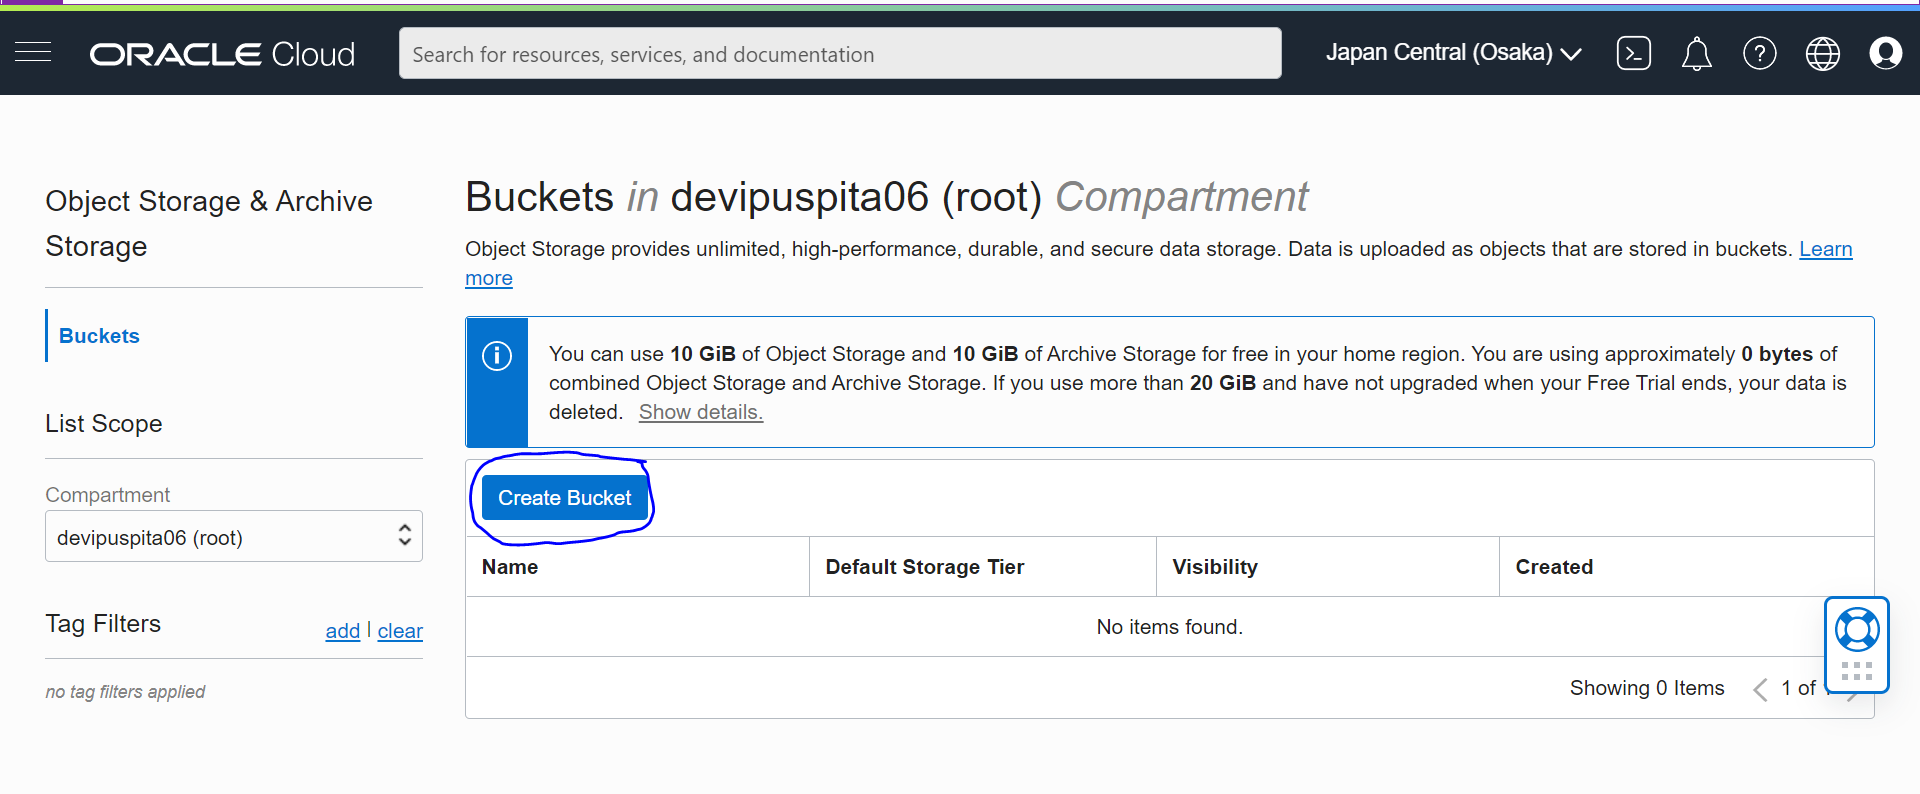 ORACLE Cloud
Search for resources, services, and documentation
Japan Central (Osaka)
Object Storage & Archive
Storage
Buckets
List Scope
Compartment
devipuspita06 (root)
Tag Filters
add | clear
no tag filters applied
Buckets in devipuspita06 (root) Compartment
Object Storage provides unlimited, high-performance, durable, and secure data storage. Data is uploaded as objects that are stored in buckets. Learn
more
You can use 10 GiB of Object Storage and 10 GiB of Archive Storage for free in your home region. You are using approximately 0 bytes of
combined Object Storage and Archive Storage. If you use more than 20 GiB and have not upgraded when your Free Trial ends, your data is
deleted. Show details.
Create Bucket
Name Default Storage Tier Visibility Created
No items found.
Showing 0 Items 1 of